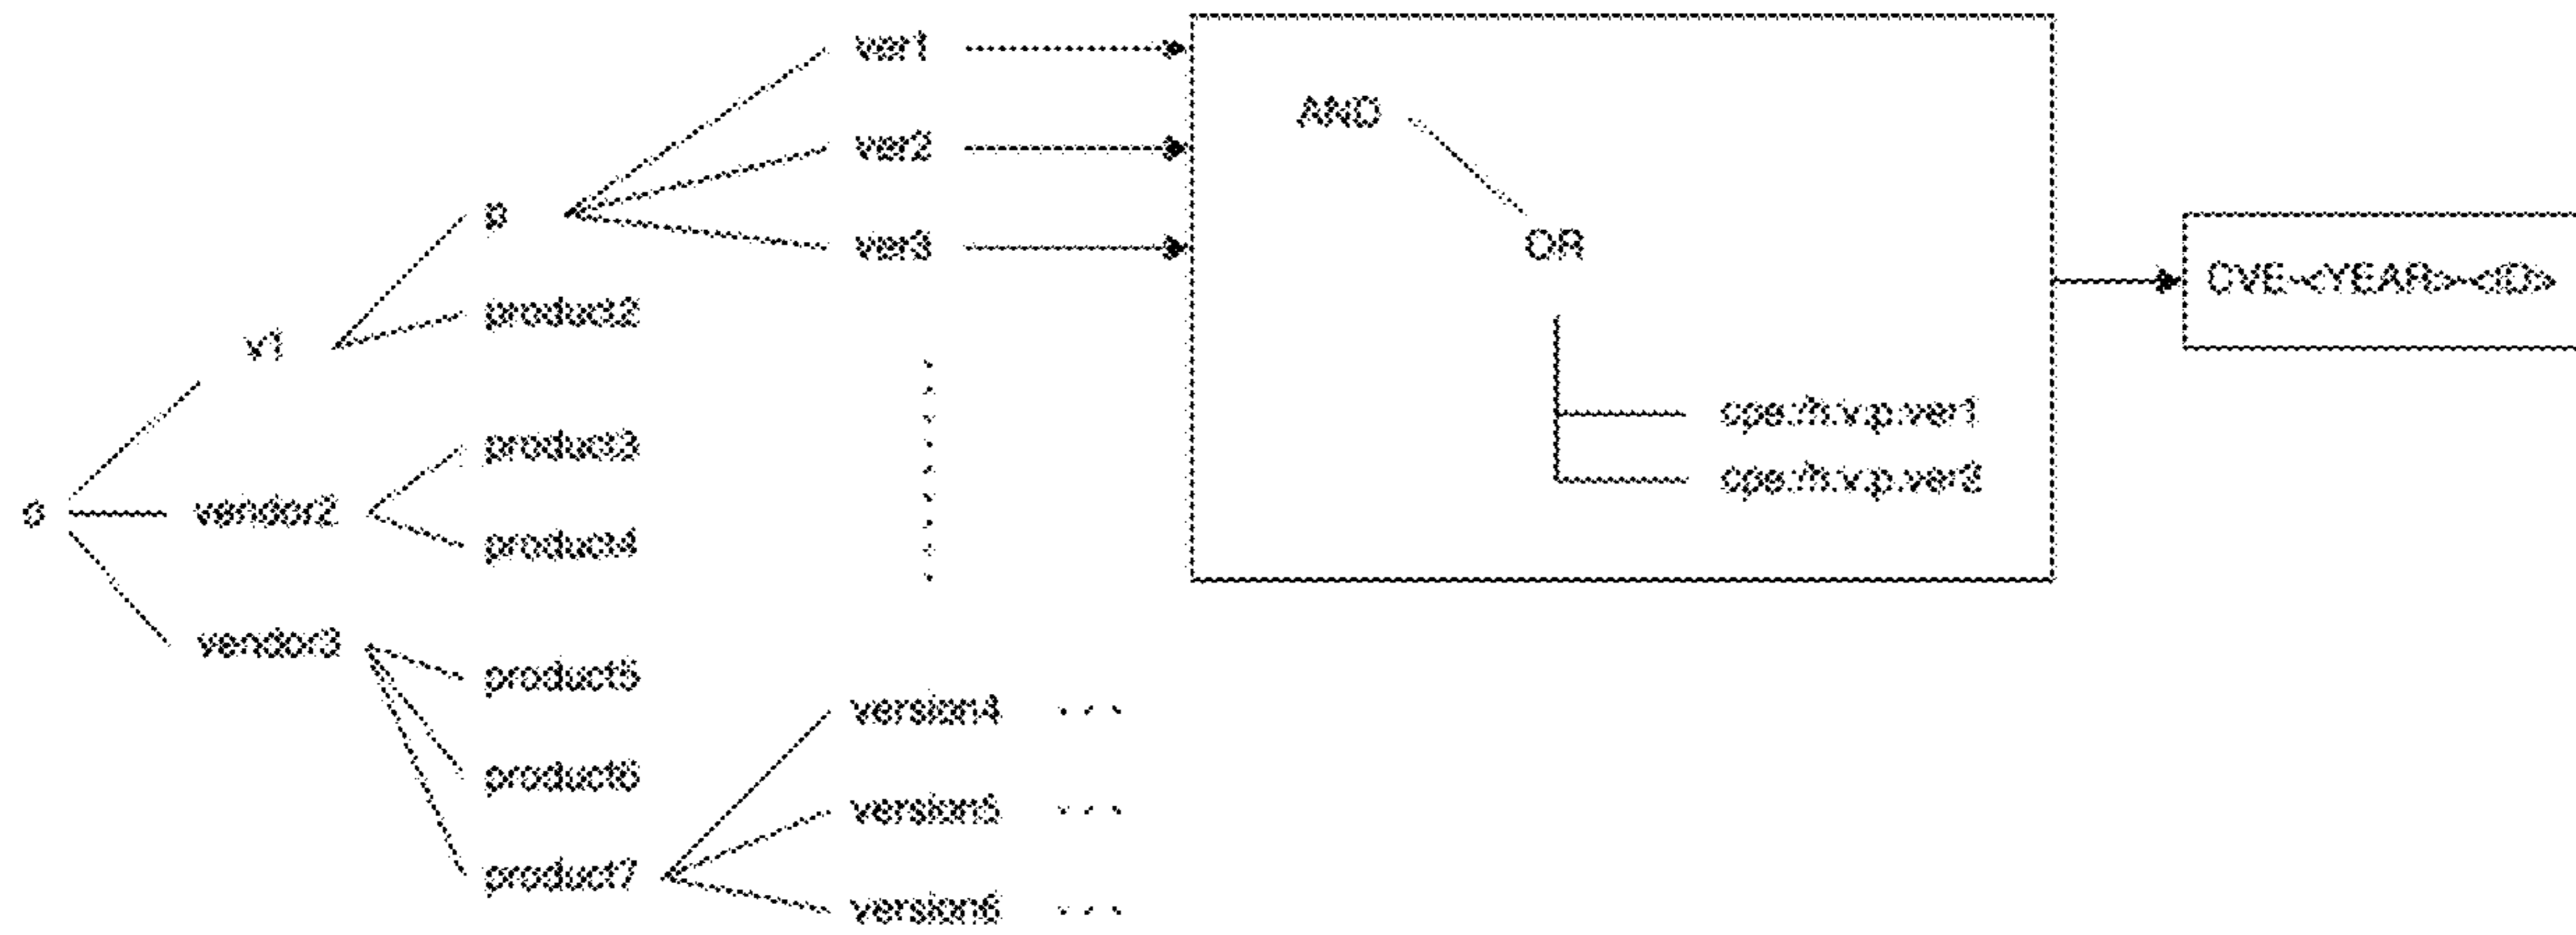 o
v1
vendor2
vendor3
p
product2
product3
product4
product5
product6
product7
ver1
ver2
ver3
version4 . . .
version5 . . .
version6 . . .
AND
OR
cpe:/h:v:p:ver1
cpe:/h:v:p:ver2
CVE-<YEAR>-<ID>